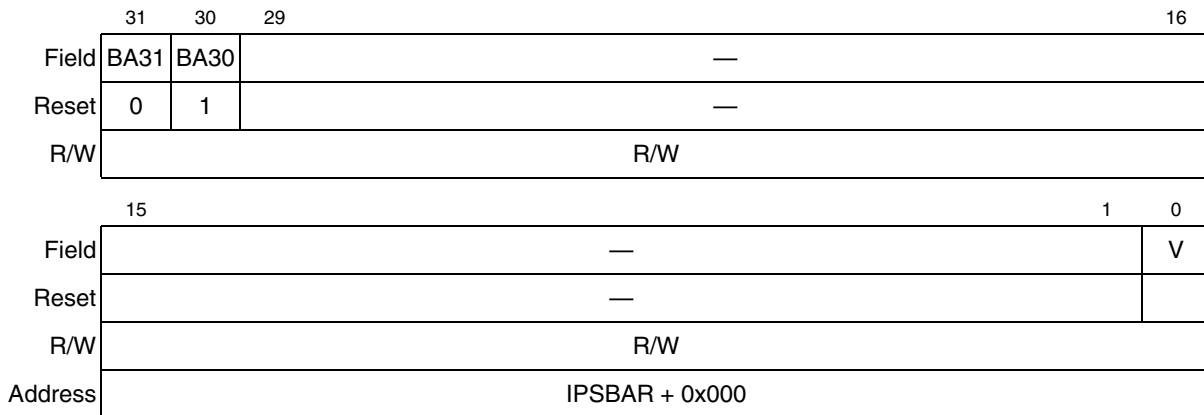 31 30 29 16
Field BA31 BA30 —
Reset 0 1 —
R/W R/W
15 1 0
Field — V
Reset —
R/W R/W
Address IPSBAR + 0x000